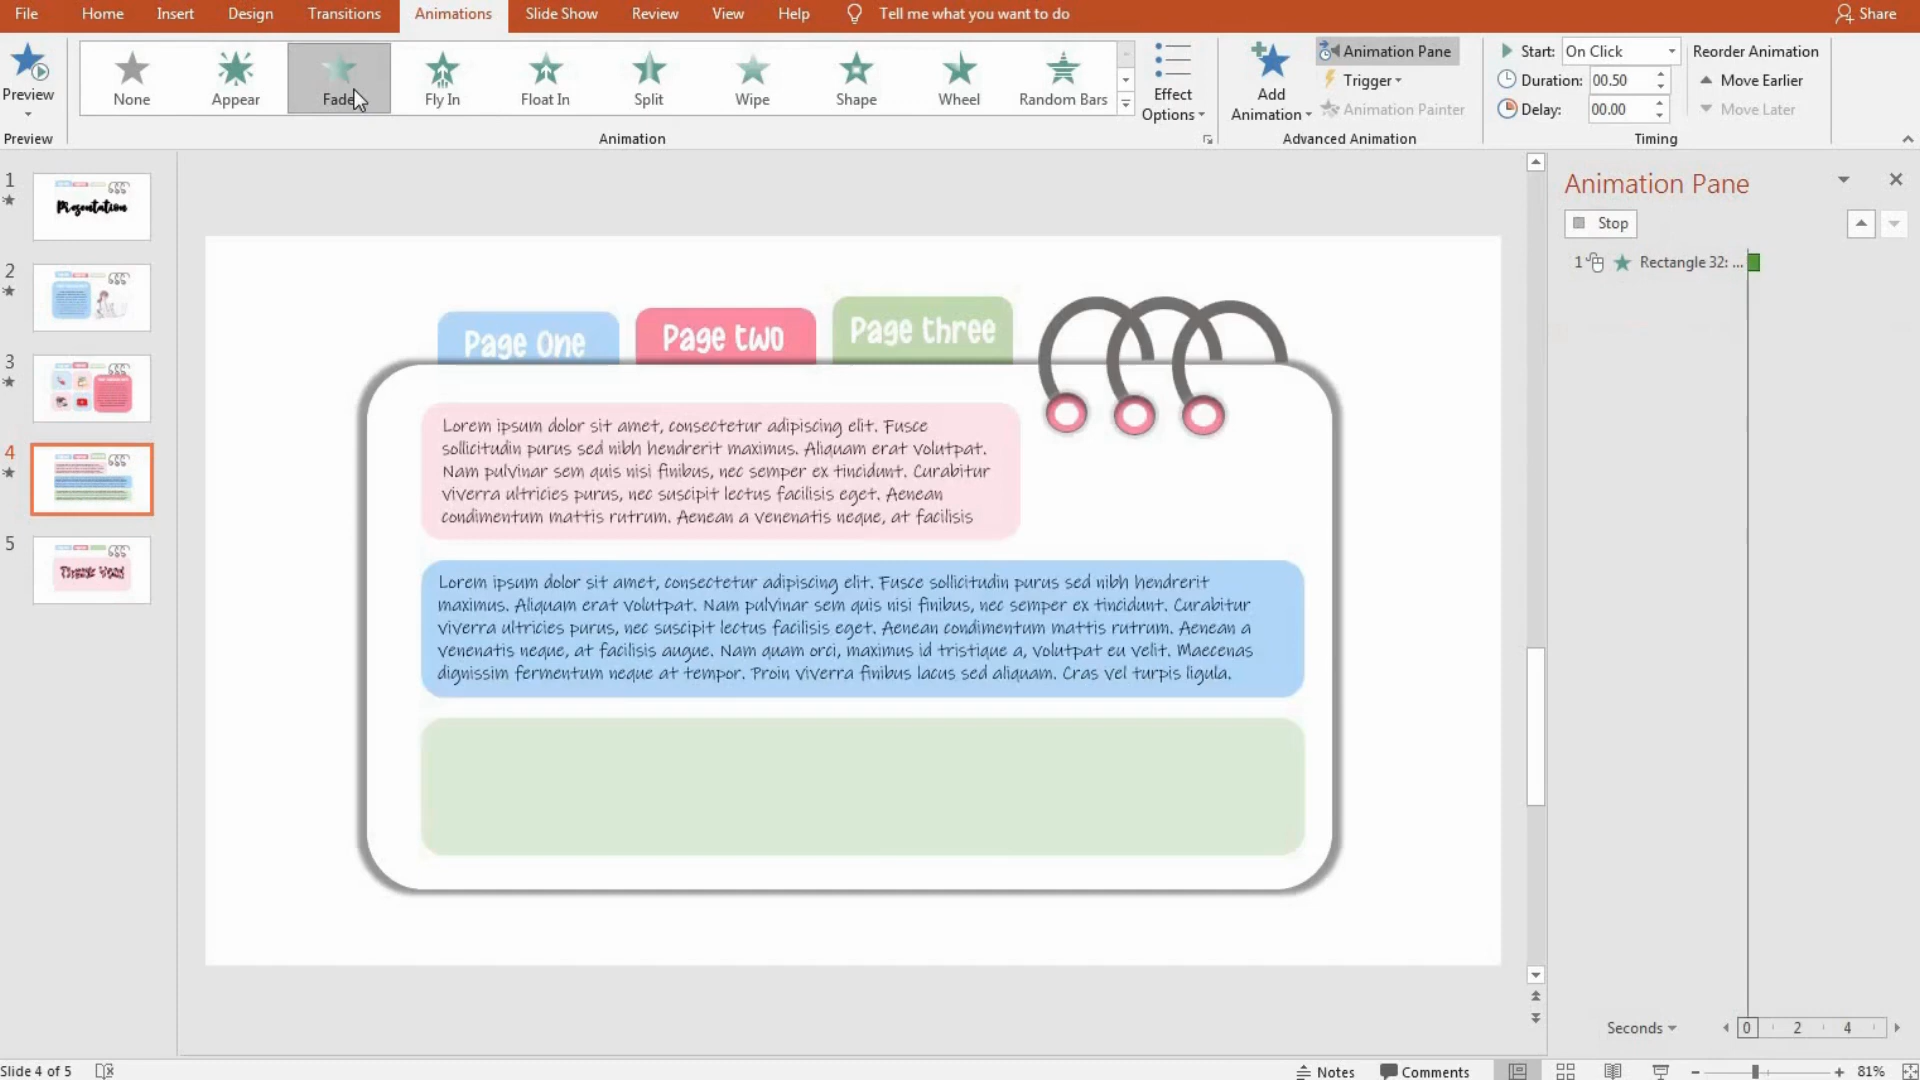 File Home Insert Design Transitions Animations Slide Show Review View Help Tell me what you want to do Share
Preview
None Appear Fade Fly In Float In Split Wipe Shape Wheel Random Bars
Effect
Options
Add
Animation
Animation Pane
Trigger
Animation Painter
Start: On Click
Duration: 00.50
Delay: 00.00
Reorder Animation
Move Earlier
Move Later
Preview Animation Advanced Animation Timing
1
Presentation
2
3
4
5
Thank You!
Page One
Page two
Page three
Lorem ipsum dolor sit amet, consectetur adipiscing elit. Fusce
sollicitudin purus sed nibh hendrerit maximus. Aliquam erat volutpat.
Nam pulvinar sem quis nisi finibus, nec semper ex tincidunt. Curabitur
viverra ultricies purus, nec suscipit lectus facilisis eget. Aenean
condimentum mattis rutrum. Aenean a venenatis neque, at facilisis
Lorem ipsum dolor sit amet, consectetur adipiscing elit. Fusce sollicitudin purus sed nibh hendrerit
maximus. Aliquam erat volutpat. Nam pulvinar sem quis nisi finibus, nec semper ex tincidunt. Curabitur
viverra ultricies purus, nec suscipit lectus facilisis eget. Aenean condimentum mattis rutrum. Aenean a
venenatis neque, at facilisis augue. Nam quam orci, maximus id tristique a, volutpat eu velit. Maecenas
dignissim fermentum neque at tempor. Proin viverra finibus lacus sed aliquam. Cras vel turpis ligula.
Animation Pane
Stop
1 Rectangle 32: ...
Seconds 0 2 4
Slide 4 of 5
Notes Comments 81%